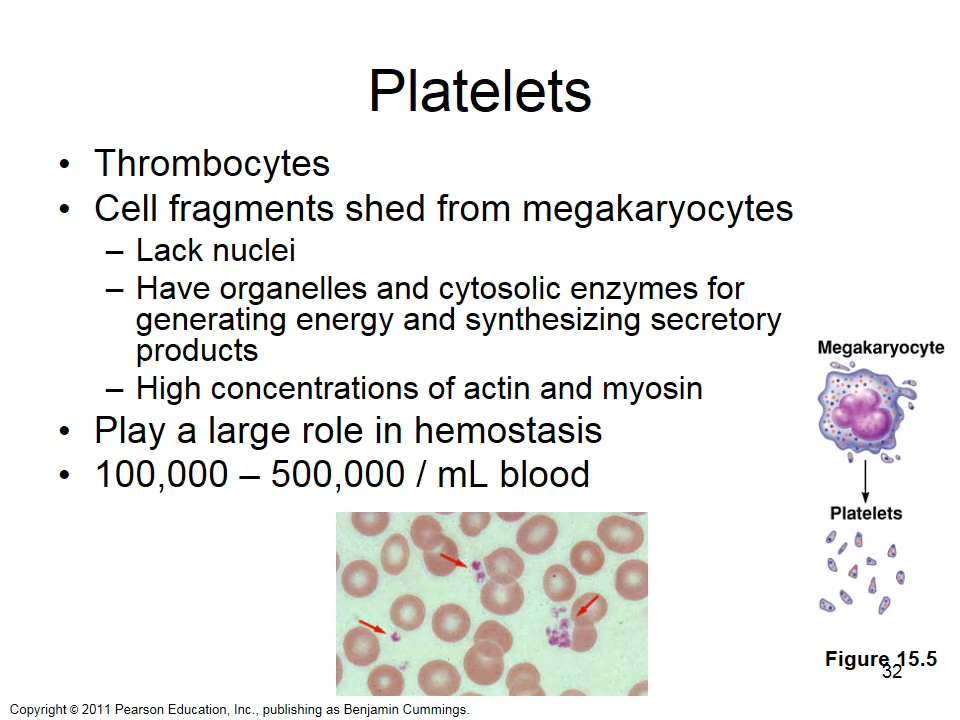 Platelets
• Thrombocytes
• Cell fragments shed from megakaryocytes
– Lack nuclei
– Have organelles and cytosolic enzymes for
generating energy and synthesizing secretory
products
– High concentrations of actin and myosin
• Play a large role in hemostasis
• 100,000 – 500,000 / mL blood
Megakaryocyte
Platelets
Figure 15.5
32
Copyright © 2011 Pearson Education, Inc., publishing as Benjamin Cummings.